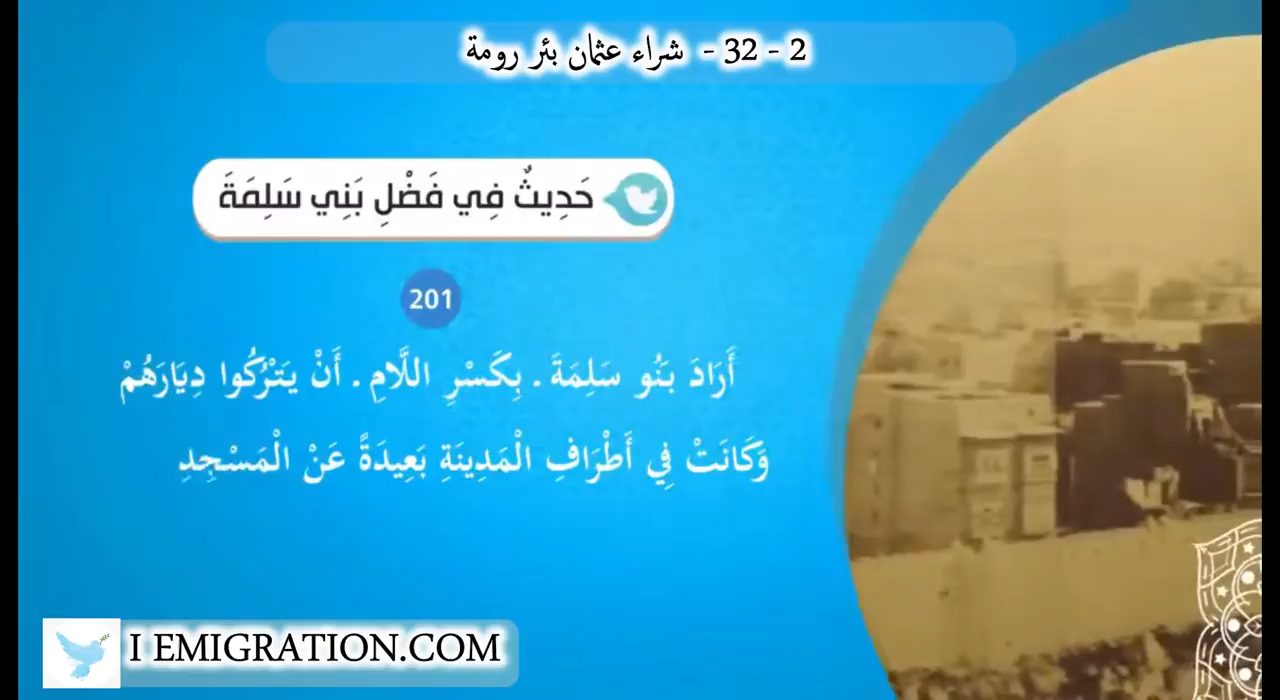 2 - 32 - شراء عثمان بئر رومة
حَدِيثٌ فِي فَضْلِ بَنِي سَلِمَةَ
201
أَرَادَ بَنُو سَلِمَةَ . بِكَسْرِ اللَّامِ . أَنْ يَتْرُكُوا دِيَارَهُمْ
وَكَانَتْ فِي أَطْرَافِ الْمَدِينَةِ بَعِيدَةً عَنْ الْمَسْجِدِ
I EMIGRATION.COM